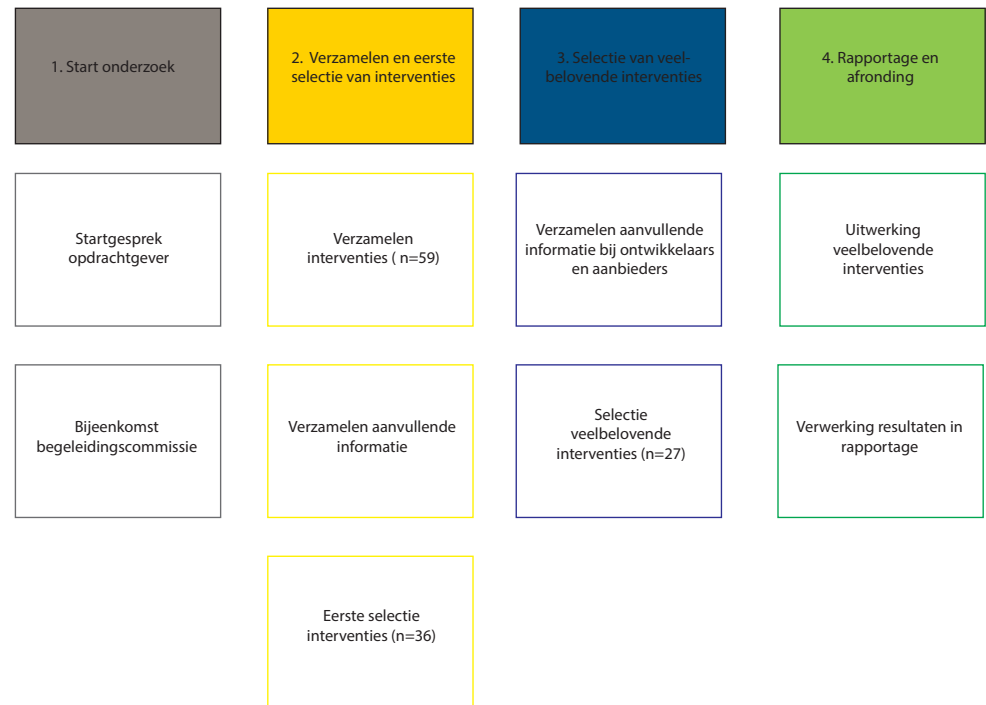 1. Start onderzoek
2. Verzamelen en eerste
selectie van interventies
3. Selectie van veel-
belovende interventies
4. Rapportage en
afronding
Startgesprek
opdrachtgever
Verzamelen
interventies ( n=59)
Verzamelen aanvullende
informatie bij ontwikkelaars
en aanbieders
Uitwerking
veelbelovende
interventies
Bijeenkomst
begeleidingscommissie
Verzamelen aanvullende
informatie
Selectie
veelbelovende
interventies (n=27)
Verwerking resultaten in
rapportage
Eerste selectie
interventies (n=36)